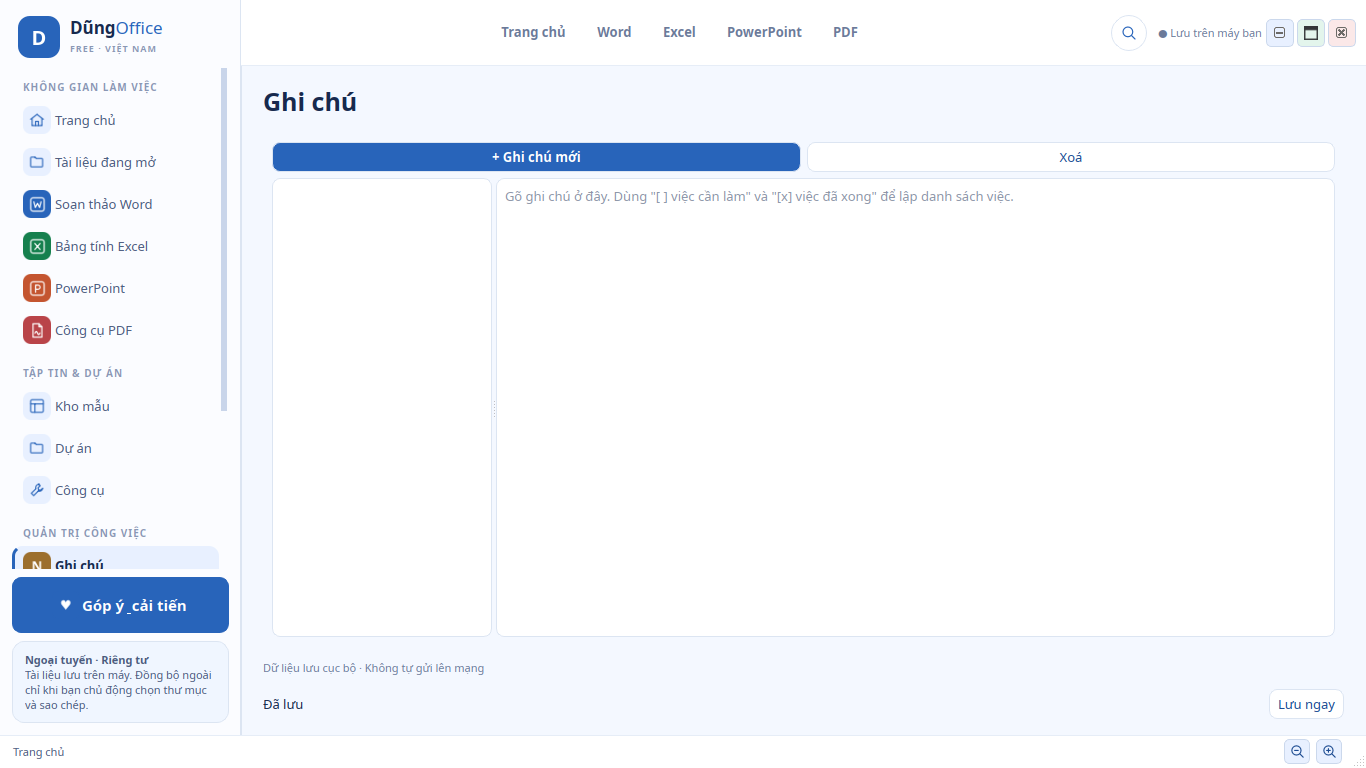 D
DũngOffice
FREE · VIỆT NAM
Trang chủ
Word
Excel
PowerPoint
PDF
● Lưu trên máy bạn
KHÔNG GIAN LÀM VIỆC
Trang chủ
Tài liệu đang mở
Soạn thảo Word
Bảng tính Excel
PowerPoint
Công cụ PDF
TẬP TIN & DỰ ÁN
Kho mẫu
Dự án
Công cụ
QUẢN TRỊ CÔNG VIỆC
N Ghi chú
♥ Góp ý _cải tiến
Ngoại tuyến · Riêng tư
Tài liệu lưu trên máy. Đồng bộ ngoài
chỉ khi bạn chủ động chọn thư mục
và sao chép.
Ghi chú
+ Ghi chú mới
Xoá
Gõ ghi chú ở đây. Dùng "[ ] việc cần làm" và "[x] việc đã xong" để lập danh sách việc.
Dữ liệu lưu cục bộ · Không tự gửi lên mạng
Đã lưu
Lưu ngay
Trang chủ